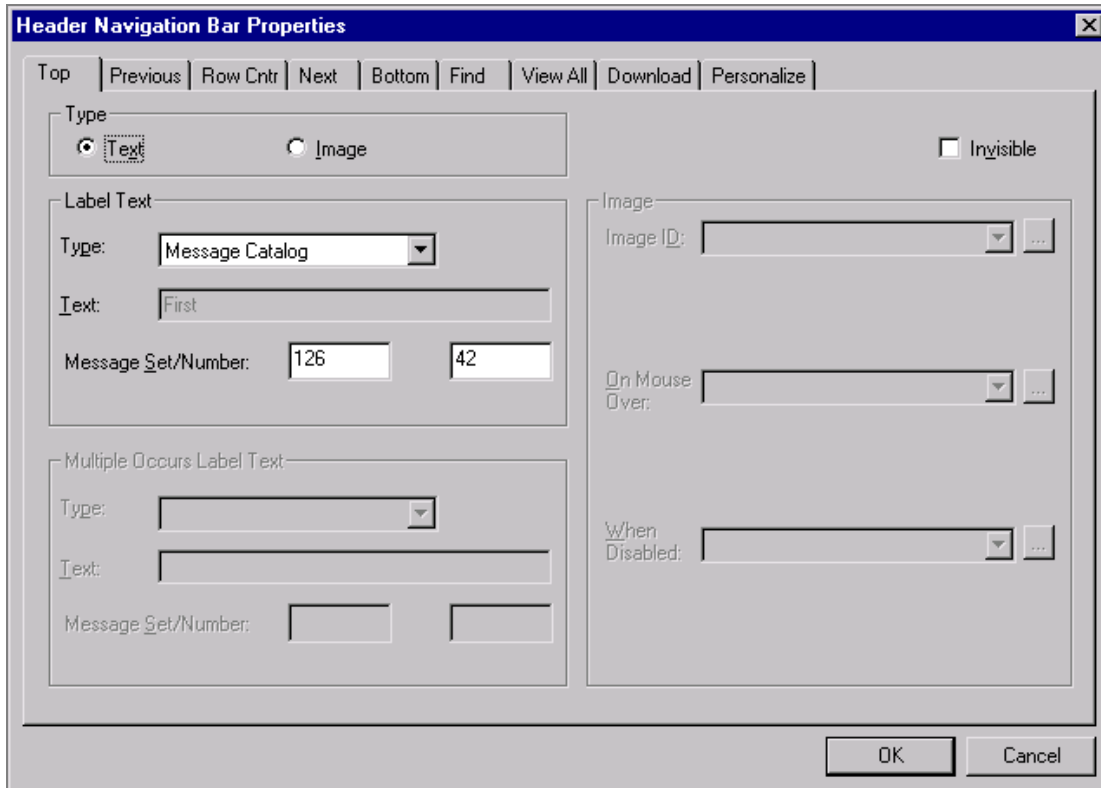 Header Navigation Bar Properties
Top Previous Row Cntr Next Bottom Find View All Download Personalize
Type
Text Image Invisible
Label Text
Type: Message Catalog
Text: First
Message Set/Number: 126 42
Multiple Occurs Label Text
Type:
Text:
Message Set/Number:
Image
Image ID: ...
On Mouse
Over: ...
When
Disabled: ...
OK Cancel